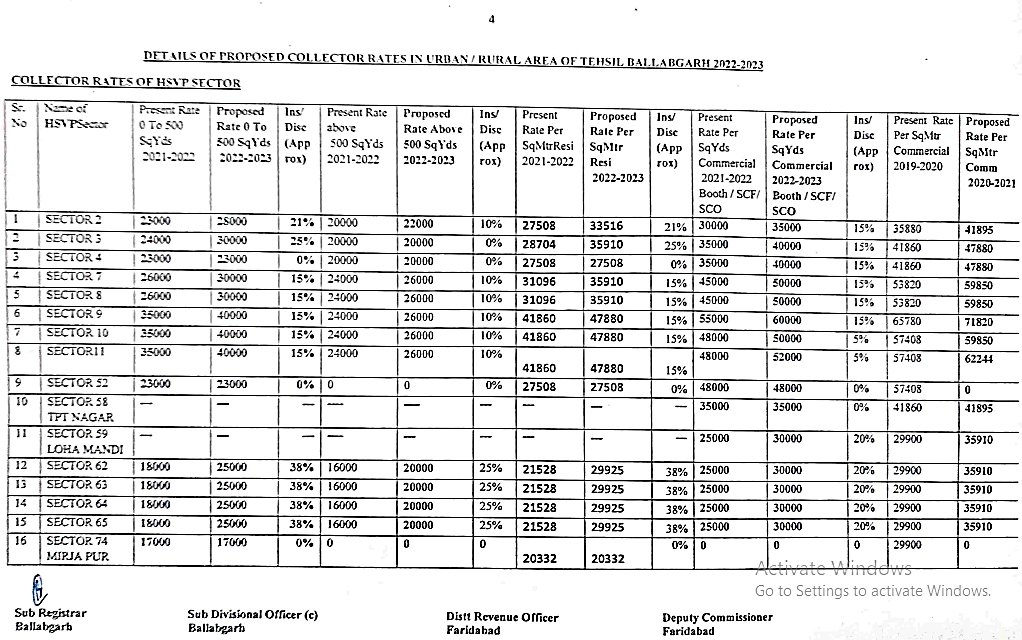 4
DETAILS OF PROPOSED COLLECTOR RATES IN URBAN / RURAL AREA OF TEHSIL BALLABGARH 2022-2023
COLLECTOR RATES OF HSVP SECTOR
Sr. No | Name of HSVPSector | Present Rate 0 To 500 SqYds 2021-2022 | Proposed Rate 0 To 500 SqYds 2022-2023 | Ins/ Disc (App rox) | Present Rate above 500 SqYds 2021-2022 | Proposed Rate Above 500 SqYds 2022-2023 | Ins/ Disc (App rox) | Present Rate Per SqMtrResi 2021-2022 | Proposed Rate Per SqMtr Resi 2022-2023 | Ins/ Disc (App rox) | Present Rate Per SqYds Commercial 2021-2022 Booth / SCF/ SCO | Proposed Rate Per SqYds Commercial 2022-2023 Booth / SCF/ SCO | Ins/ Disc (App rox) | Present Rate Per SqMtr Commercial 2019-2020 | Proposed Rate Per SqMtr Comm 2020-2021
1 | SECTOR 2 | 23000 | 28000 | 21% | 20000 | 22000 | 10% | 27508 | 33516 | 21% | 30000 | 35000 | 15% | 35880 | 41895
2 | SECTOR 3 | 24000 | 30000 | 25% | 20000 | 20000 | 0% | 28704 | 35910 | 25% | 35000 | 40000 | 15% | 41860 | 47880
3 | SECTOR 4 | 23000 | 23000 | 0% | 20000 | 20000 | 0% | 27508 | 27508 | 0% | 35000 | 40000 | 15% | 41860 | 47880
4 | SECTOR 7 | 26000 | 30000 | 15% | 24000 | 26000 | 10% | 31096 | 35910 | 15% | 45000 | 50000 | 15% | 53820 | 59850
5 | SECTOR 8 | 26000 | 30000 | 15% | 24000 | 26000 | 10% | 31096 | 35910 | 15% | 45000 | 50000 | 15% | 53820 | 59850
6 | SECTOR 9 | 35000 | 40000 | 15% | 24000 | 26000 | 10% | 41860 | 47880 | 15% | 55000 | 60000 | 15% | 65780 | 71820
7 | SECTOR 10 | 35000 | 40000 | 15% | 24000 | 26000 | 10% | 41860 | 47880 | 15% | 48000 | 50000 | 5% | 57408 | 59850
8 | SECTOR11 | 35000 | 40000 | 15% | 24000 | 26000 | 10% | 41860 | 47880 | 15% | 48000 | 52000 | 5% | 57408 | 62244
9 | SECTOR 52 | 23000 | 23000 | 0% | 0 | 0 | 0% | 27508 | 27508 | 0% | 48000 | 48000 | 0% | 57408 | 0
10 | SECTOR 58 TPT NAGAR | — | — | — | — | — | — | — | — | — | 35000 | 35000 | 0% | 41860 | 41895
11 | SECTOR 59 LOHA MANDI | — | — | — | — | — | — | — | — | — | 25000 | 30000 | 20% | 29900 | 35910
12 | SECTOR 62 | 18000 | 25000 | 38% | 16000 | 20000 | 25% | 21528 | 29925 | 38% | 25000 | 30000 | 20% | 29900 | 35910
13 | SECTOR 63 | 18000 | 25000 | 38% | 16000 | 20000 | 25% | 21528 | 29925 | 38% | 25000 | 30000 | 20% | 29900 | 35910
14 | SECTOR 64 | 18000 | 25000 | 38% | 16000 | 20000 | 25% | 21528 | 29925 | 38% | 25000 | 30000 | 20% | 29900 | 35910
15 | SECTOR 65 | 18000 | 25000 | 38% | 16000 | 20000 | 25% | 21528 | 29925 | 38% | 25000 | 30000 | 20% | 29900 | 35910
16 | SECTOR 74 MIRJA PUR | 17000 | 17000 | 0% | 0 | 0 | 0 | 20332 | 20332 | 0% | 0 | 0 | 0 | 29900 | 0
Activate Windows
Go to Settings to activate Windows.
Sub Registrar Ballabgarh
Sub Divisional Officer (c) Ballabgarh
Distt Revenue Officer Faridabad
Deputy Commissioner Faridabad